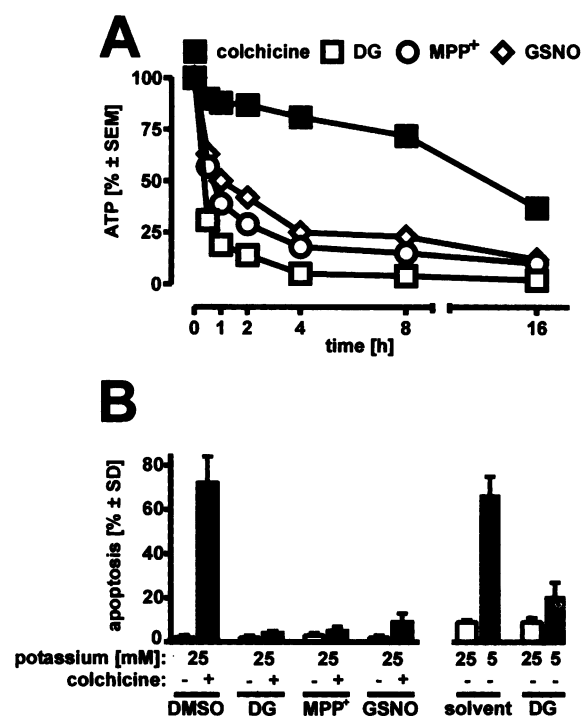 A
colchicine DG MPP+ GSNO
100
75
50
25
0
ATP [% ± SEM]
0 1 2 4 8 16
time [h]
B
80
60
40
20
0
apoptosis [% ± SD]
potassium [mM]: 25 25 25 25 25 5 25 5
colchicine: - + - + - + - + - - - -
DMSO DG MPP+ GSNO solvent DG